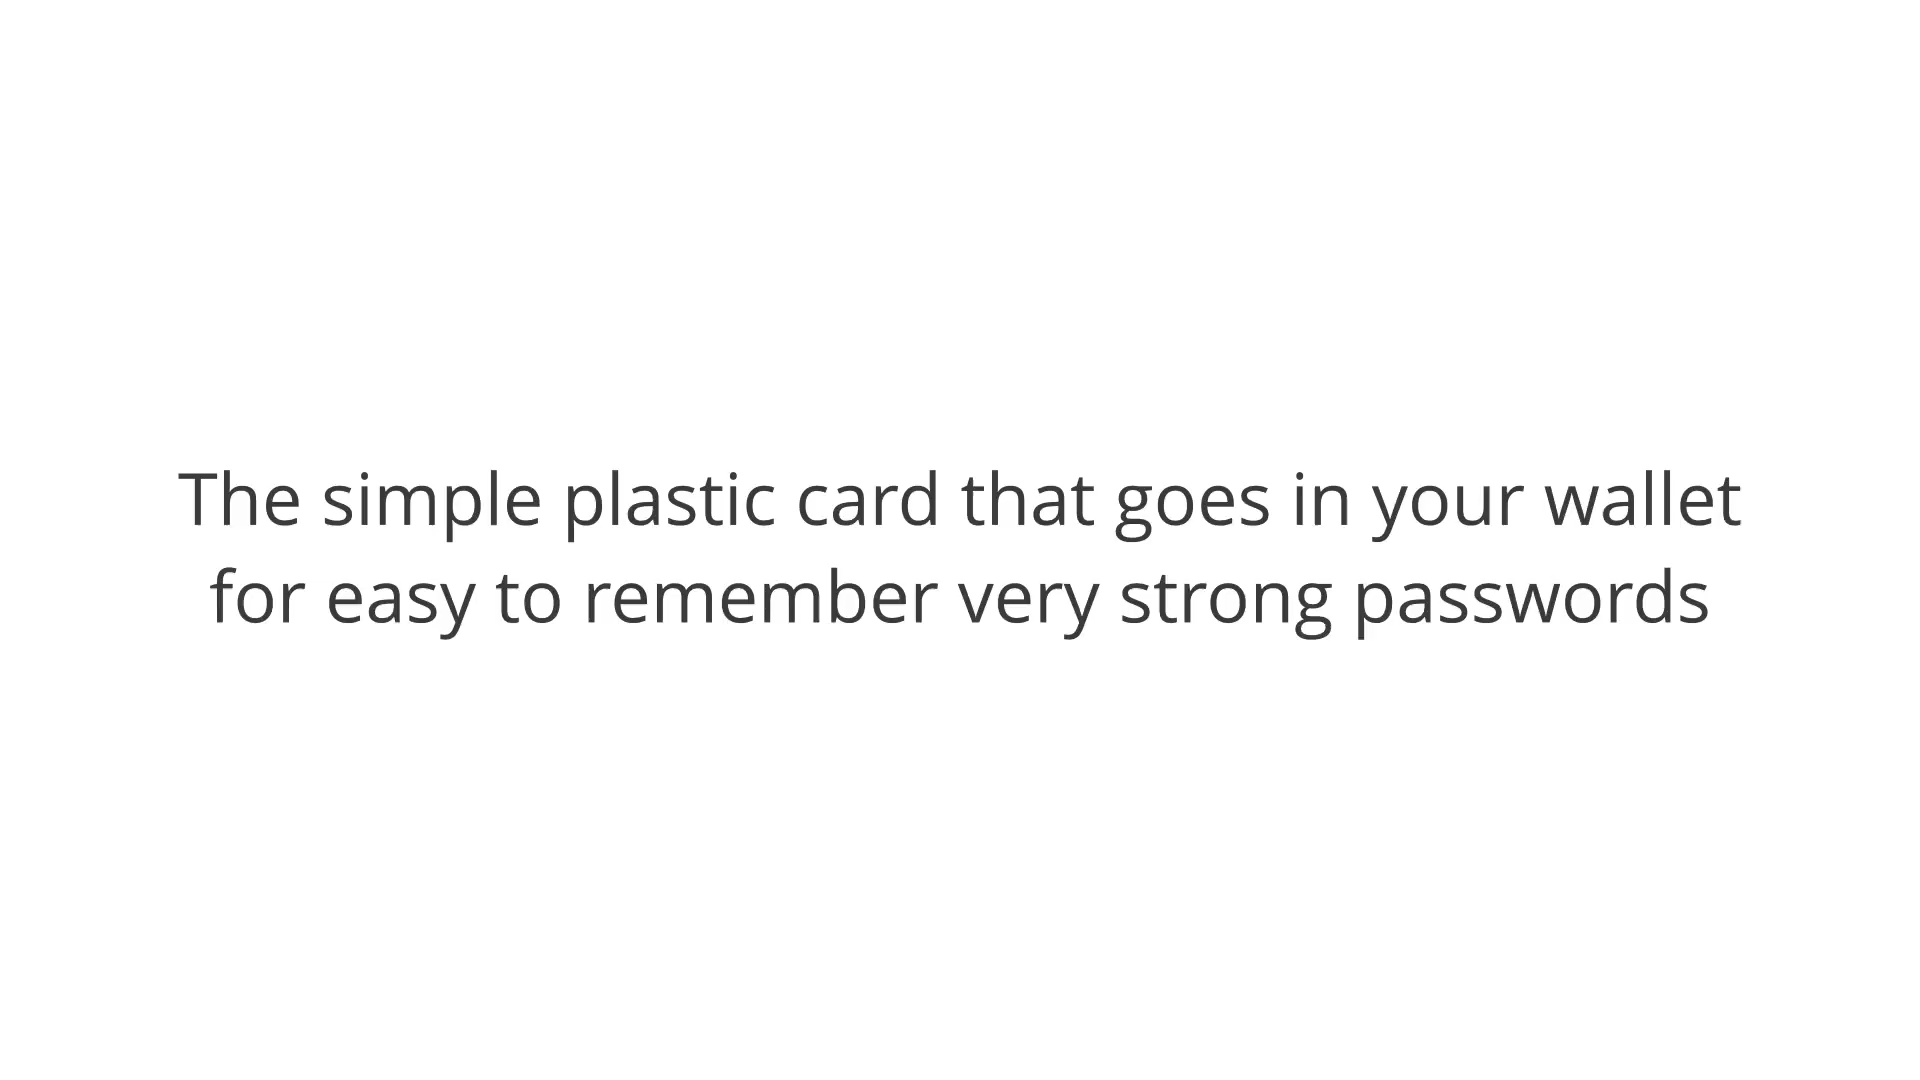 The simple plastic card that goes in your wallet
for easy to remember very strong passwords